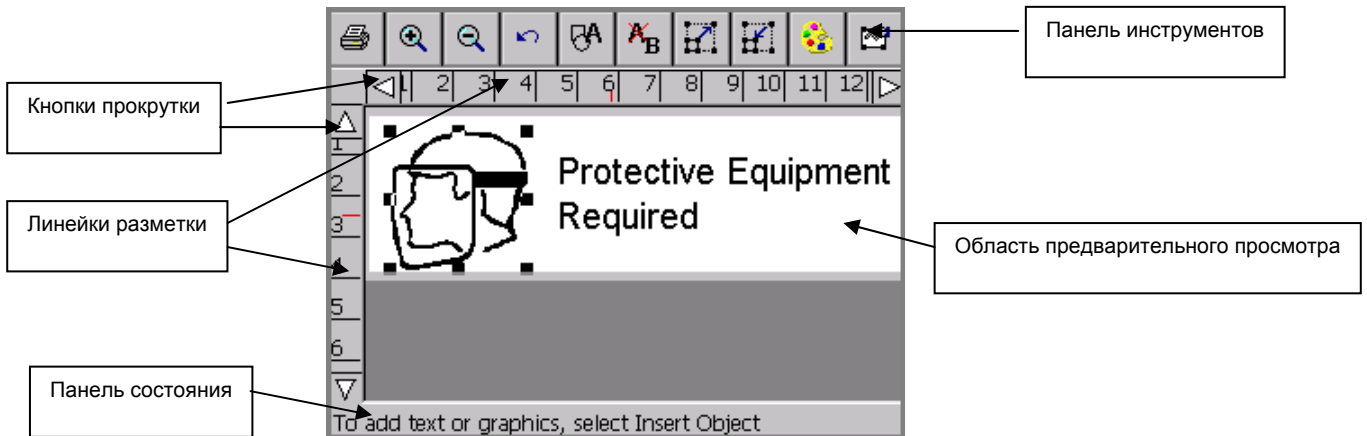 Панель инструментов
1 2 3 4 5 6 7 8 9 10 11 12
Кнопки прокрутки
1
2
3
4
5
6
Protective Equipment
Required
Линейки разметки
Область предварительного просмотра
Панель состояния
To add text or graphics, select Insert Object